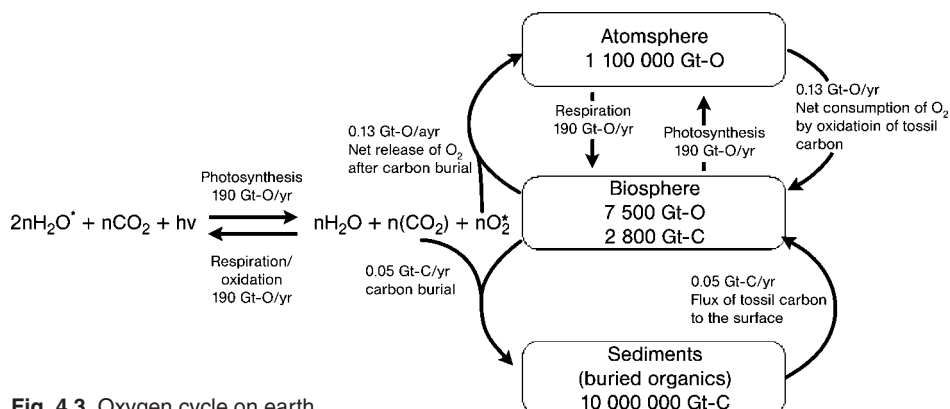 Atomsphere
1 100 000 Gt-O
0.13 Gt-O/yr
Net consumption of O₂
by oxidatioin of tossil
carbon
Respiration
190 Gt-O/yr
Photosynthesis
190 Gt-O/yr
0.13 Gt-O/ayr
Net release of O₂
after carbon burial
Photosynthesis
190 Gt-O/yr
2nH₂O* + nCO₂ + hv
nH₂O + n(CO₂) + nO₂*
Respiration/
oxidation
190 Gt-O/yr
Biosphere
7 500 Gt-O
2 800 Gt-C
0.05 Gt-C/yr
carbon burial
0.05 Gt-C/yr
Flux of tossil carbon
to the surface
Sediments
(buried organics)
10 000 000 Gt-C
Fig. 4.3 Oxygen cycle on earth